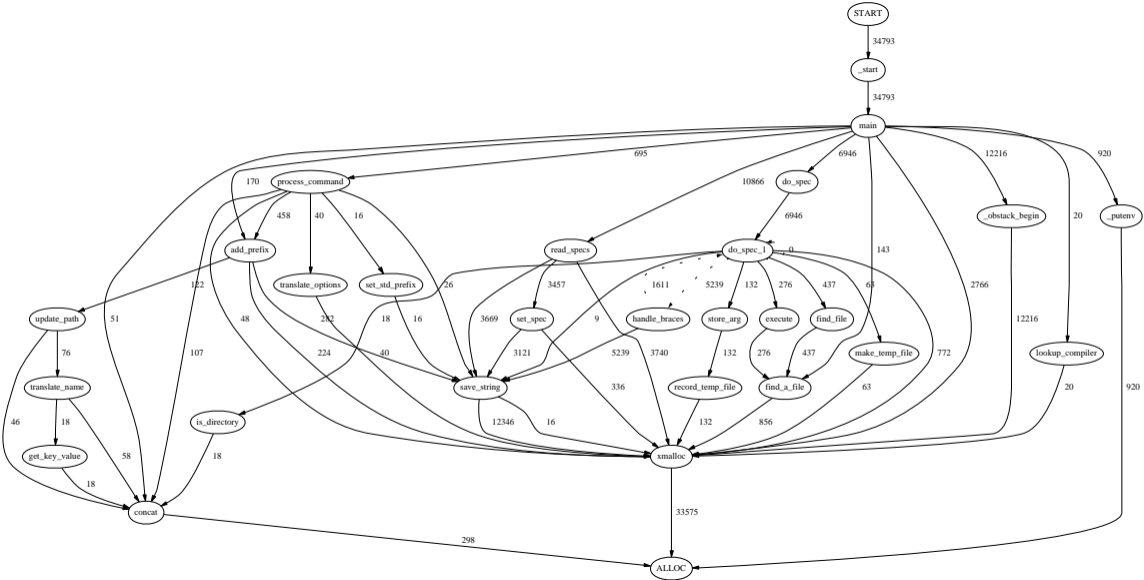 START
34793
_start
34793
main
695 6946 12216 920
170 process_command 10866 do_spec
458 40 16 6946 _obstack_begin 20 _putenv
add_prefix read_specs do_spec_1 0 143
122 translate_options set_std_prefix 26 3457 1611 5239 132 276 437 63 2766
update_path 51 48 282 16 18 3669 set_spec 9 handle_braces store_arg execute find_file 12216
76 107 224 40 3121 5239 3740 132 276 437 make_temp_file 772 lookup_compiler
translate_name save_string 336 record_temp_file find_a_file 63 20 920
46 18 is_directory 12346 16 132 856
get_key_value 58 18 xmalloc
18
concat 33575
298
ALLOC